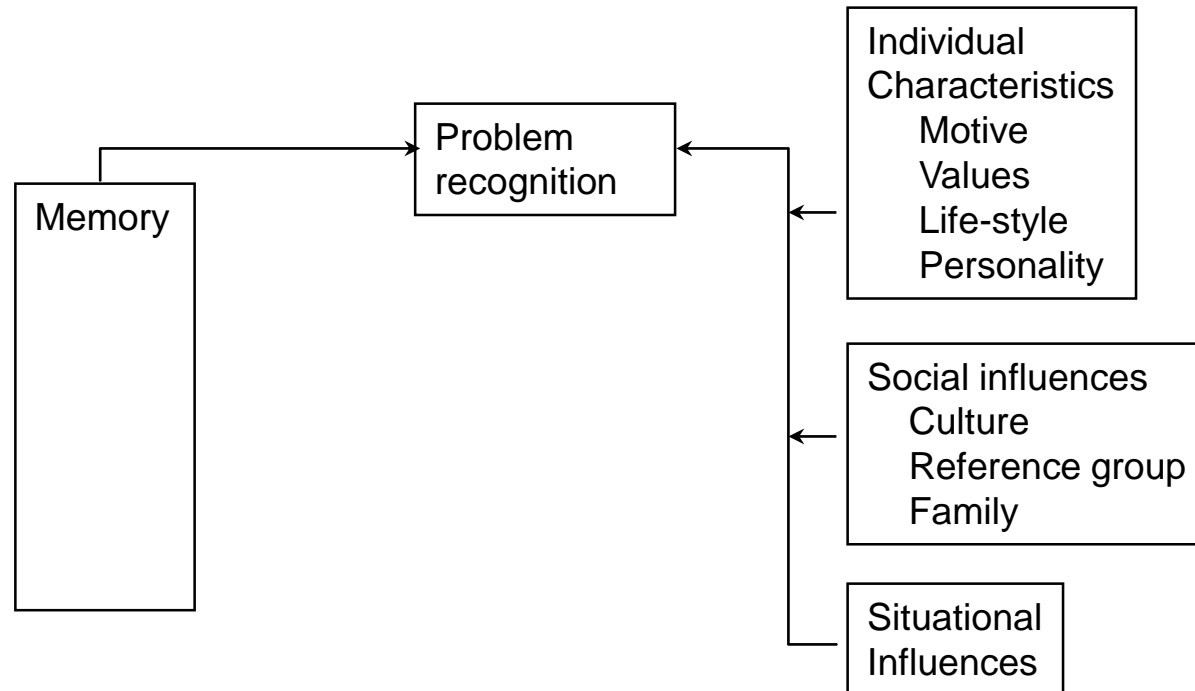 Memory
Problem
recognition
Individual
Characteristics
Motive
Values
Life-style
Personality
Social influences
Culture
Reference group
Family
Situational
Influences